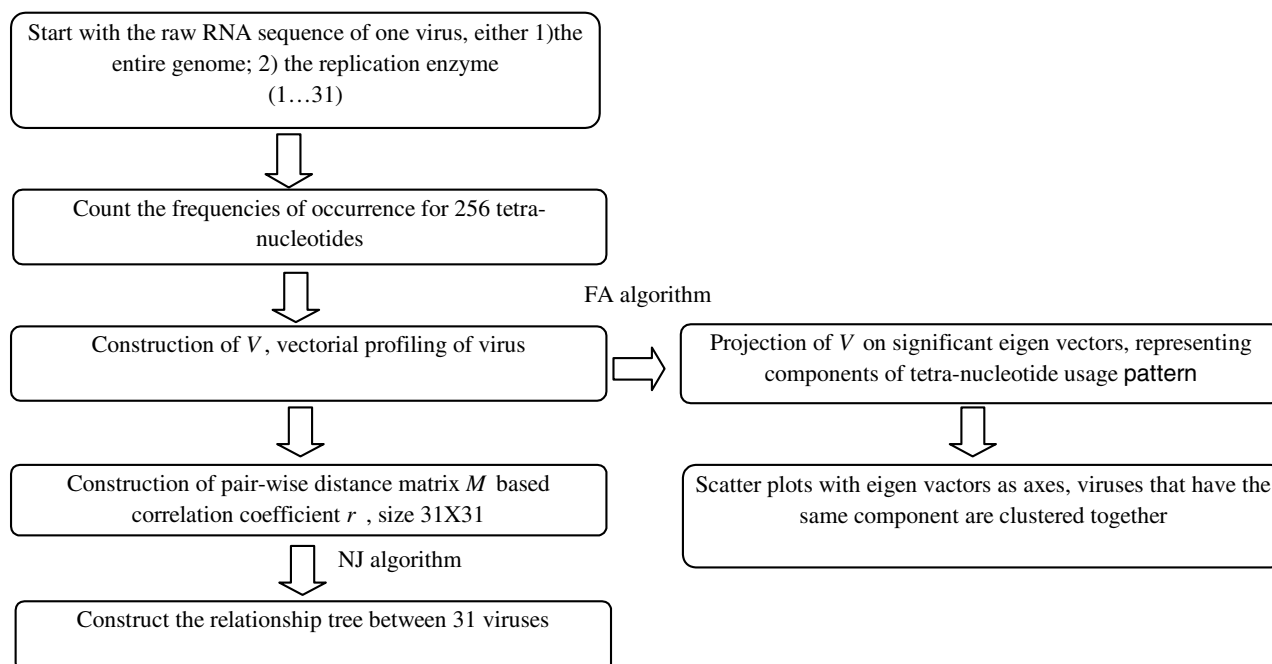 Start with the raw RNA sequence of one virus, either 1)the
entire genome; 2) the replication enzyme
(1…31)
Count the frequencies of occurrence for 256 tetra-
nucleotides
FA algorithm
Construction of V, vectorial profiling of virus
Projection of V on significant eigen vectors, representing
components of tetra-nucleotide usage pattern
Construction of pair-wise distance matrix M based
correlation coefficient r , size 31X31
Scatter plots with eigen vactors as axes, viruses that have the
same component are clustered together
NJ algorithm
Construct the relationship tree between 31 viruses